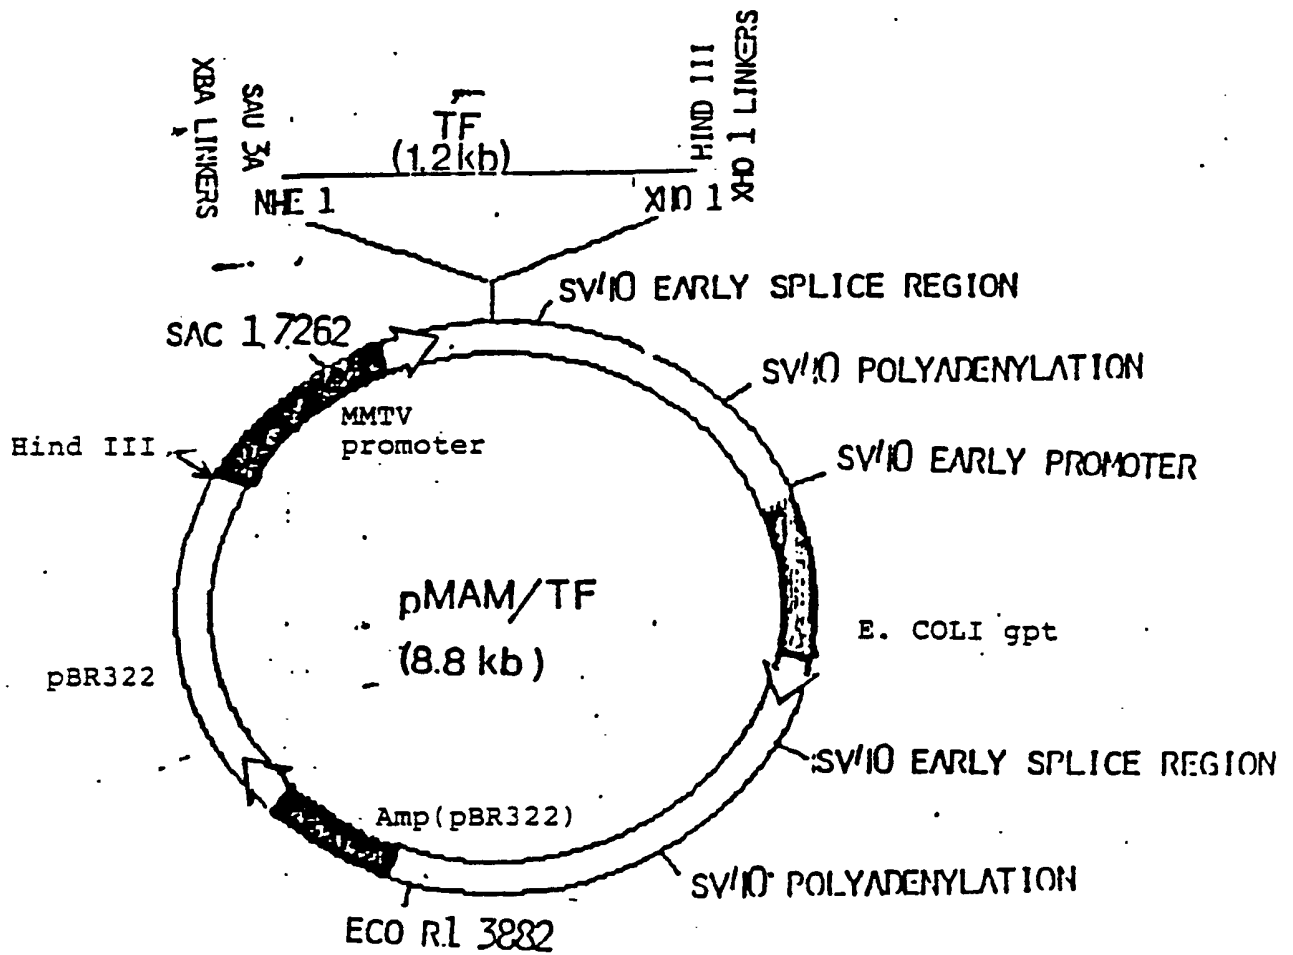 XBA LINKERS
SAU 3A
TF
(1.2 kb)
HIND III
XHO 1 LINKERS
NHE 1
XHO 1
SV40 EARLY SPLICE REGION
SAC 1 7262
SV40 POLYADENYLATION
MMTV
promoter
Hind III
SV40 EARLY PROMOTER
pMAM/TF
(8.8 kb)
E. COLI gpt
pBR322
SV40 EARLY SPLICE REGION
Amp(pBR322)
SV40 POLYADENYLATION
ECO R1 3882